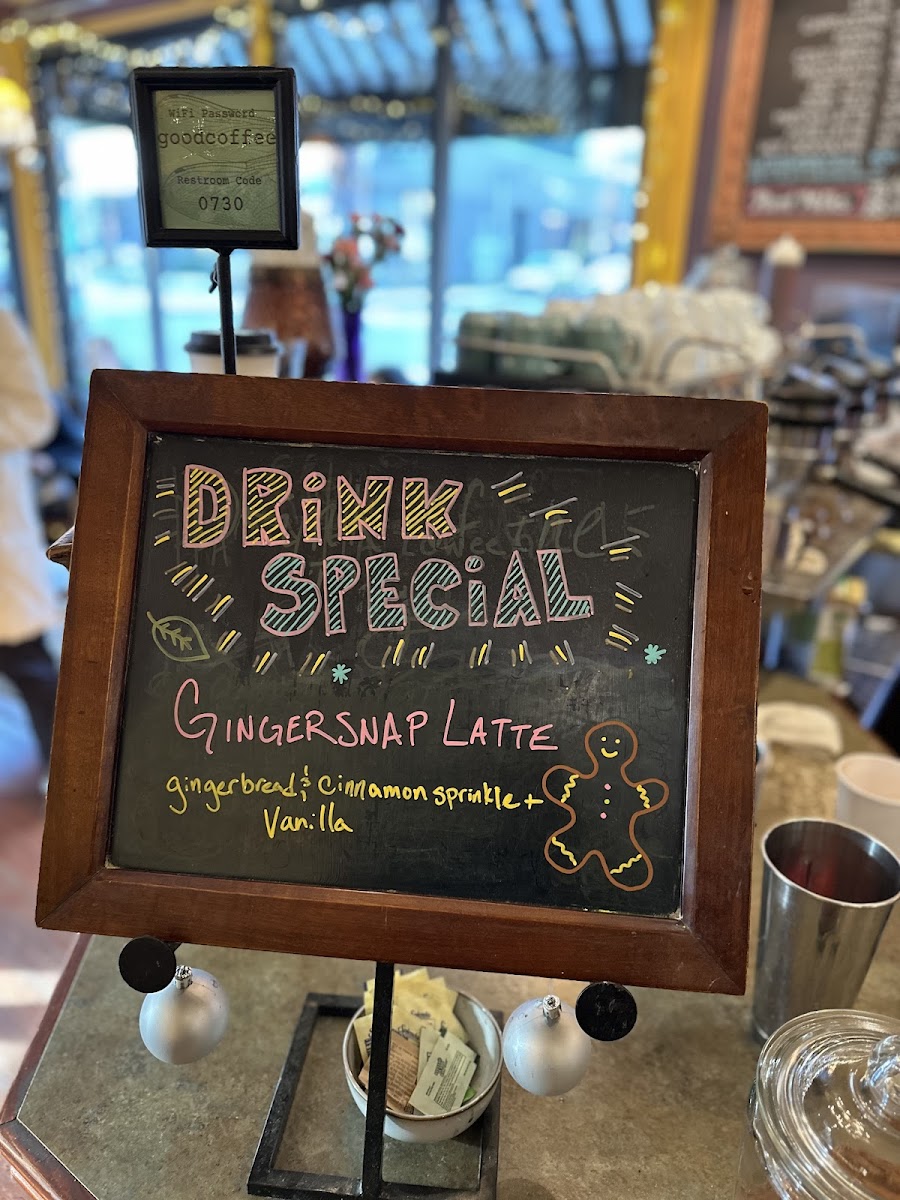 WiFi Password
goodcoffee
Restroom Code
0730
DRiNK
SPECiAL
GINGERSNAP LATTE
gingerbread & Cinnamon sprinkle +
Vanilla